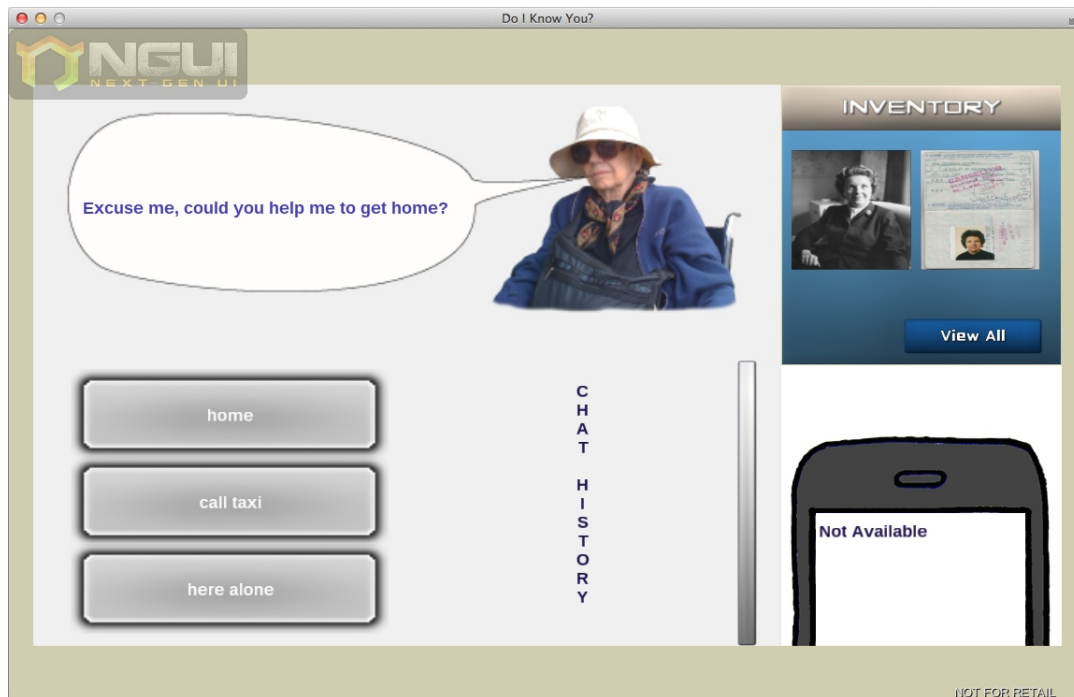 Do I Know You?
NGUI
NEXT-GEN UI
Excuse me, could you help me to get home?
INVENTORY
View All
home
call taxi
here alone
C
H
A
T
H
I
S
T
O
R
Y
Not Available
NOT FOR RETAIL